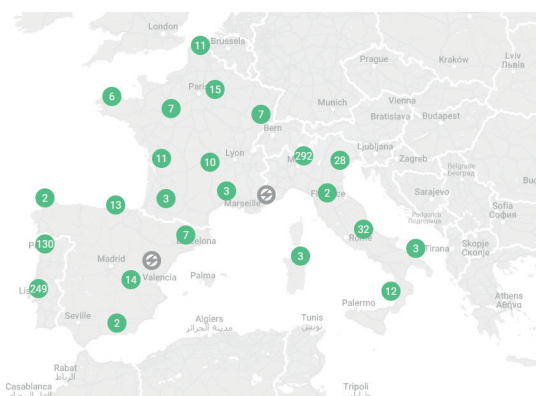 London
11
Brussels
Prague
Kraków
Lviv
Львів
6
Paris
15
7
7
Munich
Vienna
Bratislava
Budapest
Bern
11
10
Lyon
292
28
Ljubljana
Zagreb
Belgrade
Београд
2
13
3
3
Marseille
2
Sarajevo
Sofia
София
130
7
32
Rome
Podgorica
Подгорица
3
Tirana
Skopje
Скопје
Madrid
3
249
14
Valencia
Palma
12
Palermo
Athens
Αθήνα
Seville
2
Algiers
مدينة الجزائر
Tunis
تونس
Rabat
الرباط
Casablanca
Tripoli